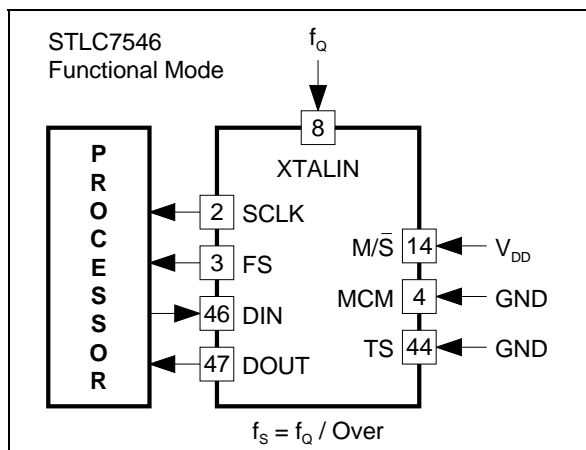 STLC7546
Functional Mode
f_Q
8
XTALIN
PROCESSOR
2 SCLK
3 FS
46 DIN
47 DOUT
M/S̅ 14 V_DD
MCM 4 GND
TS 44 GND
f_S = f_Q / Over